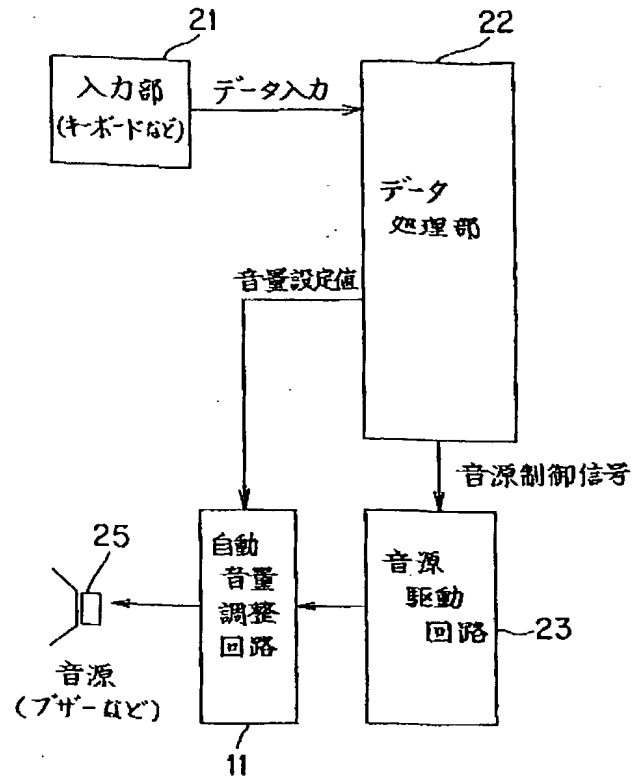 21
22
入力部
(キーボードなど)
データ入力
データ
処理部
音量設定値
音源制御信号
25
自動
音量
調整
回路
音源
駆動
回路
23
音源
(ブザーなど)
11